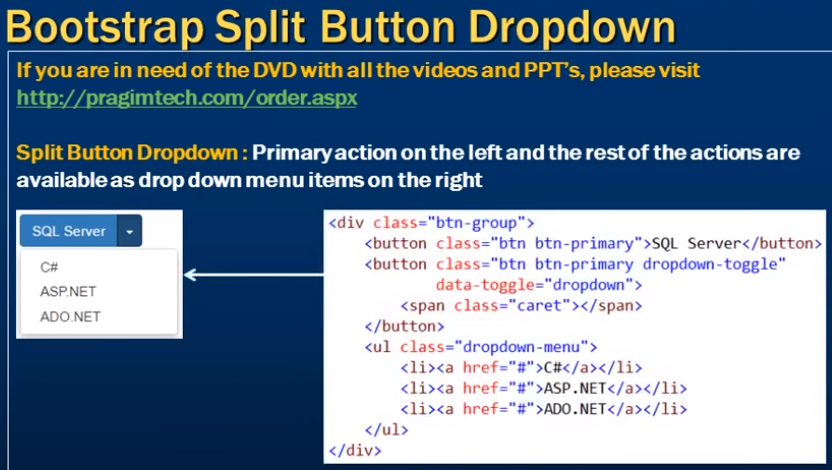 Bootstrap Split Button Dropdown
If you are in need of the DVD with all the videos and PPT's, please visit
http://pragimtech.com/order.aspx
Split Button Dropdown : Primary action on the left and the rest of the actions are
available as drop down menu items on the right
SQL Server
C#
ASP.NET
ADO.NET
<div class="btn-group">
    <button class="btn btn-primary">SQL Server</button>
    <button class="btn btn-primary dropdown-toggle"
            data-toggle="dropdown">
        <span class="caret"></span>
    </button>
    <ul class="dropdown-menu">
        <li><a href="#">C#</a></li>
        <li><a href="#">ASP.NET</a></li>
        <li><a href="#">ADO.NET</a></li>
    </ul>
</div>